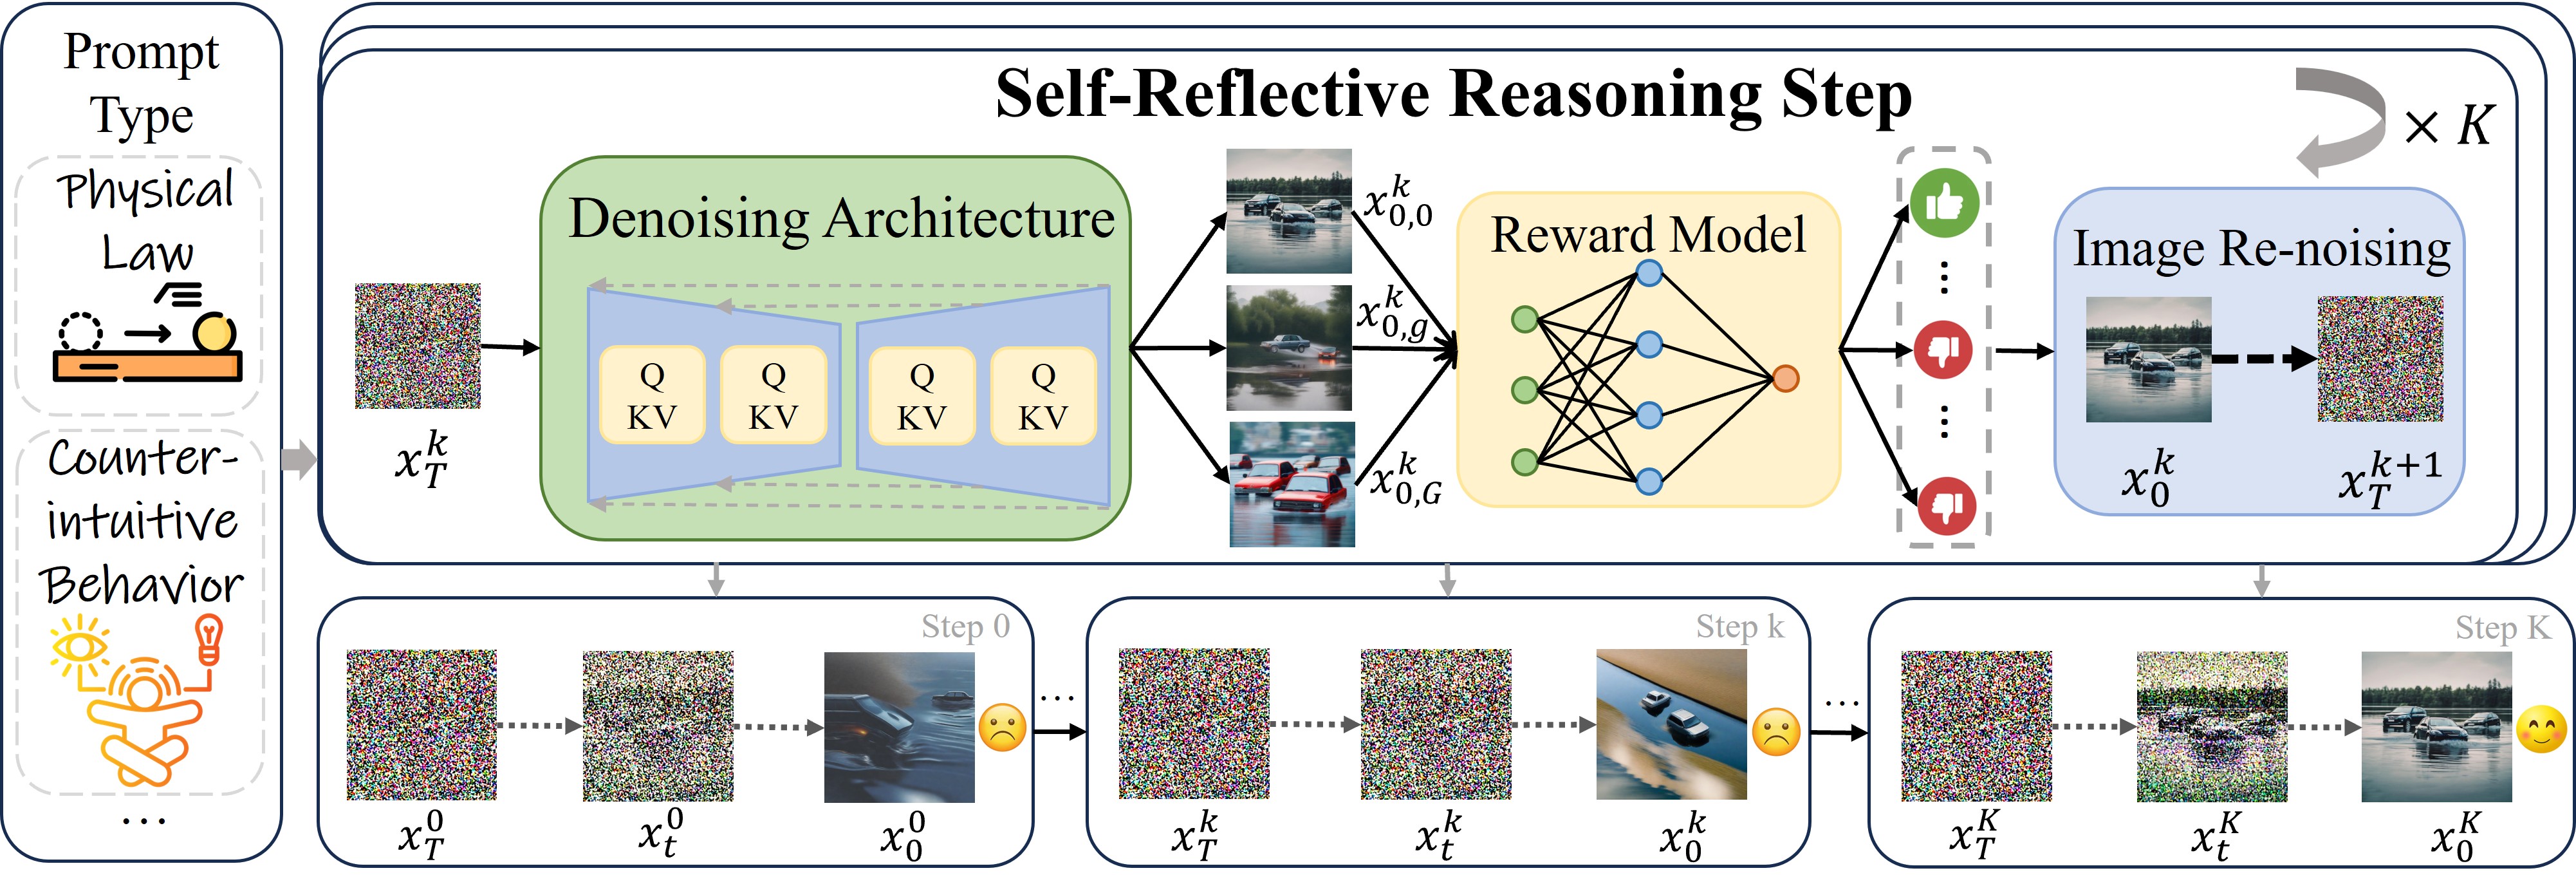 Prompt
Type
Physical
Law
Counter-
intuitive
Behavior
...
Self-Reflective Reasoning Step
× K
x_T^k
Denoising Architecture
Q
KV
Q
KV
Q
KV
Q
KV
x_{0,0}^k
x_{0,g}^k
x_{0,G}^k
Reward Model
⋮
⋮
Image Re-noising
x_0^k
x_T^{k+1}
Step 0
x_T^0
x_t^0
x_0^0
...
Step k
x_T^k
x_t^k
x_0^k
...
Step K
x_T^K
x_t^K
x_0^K